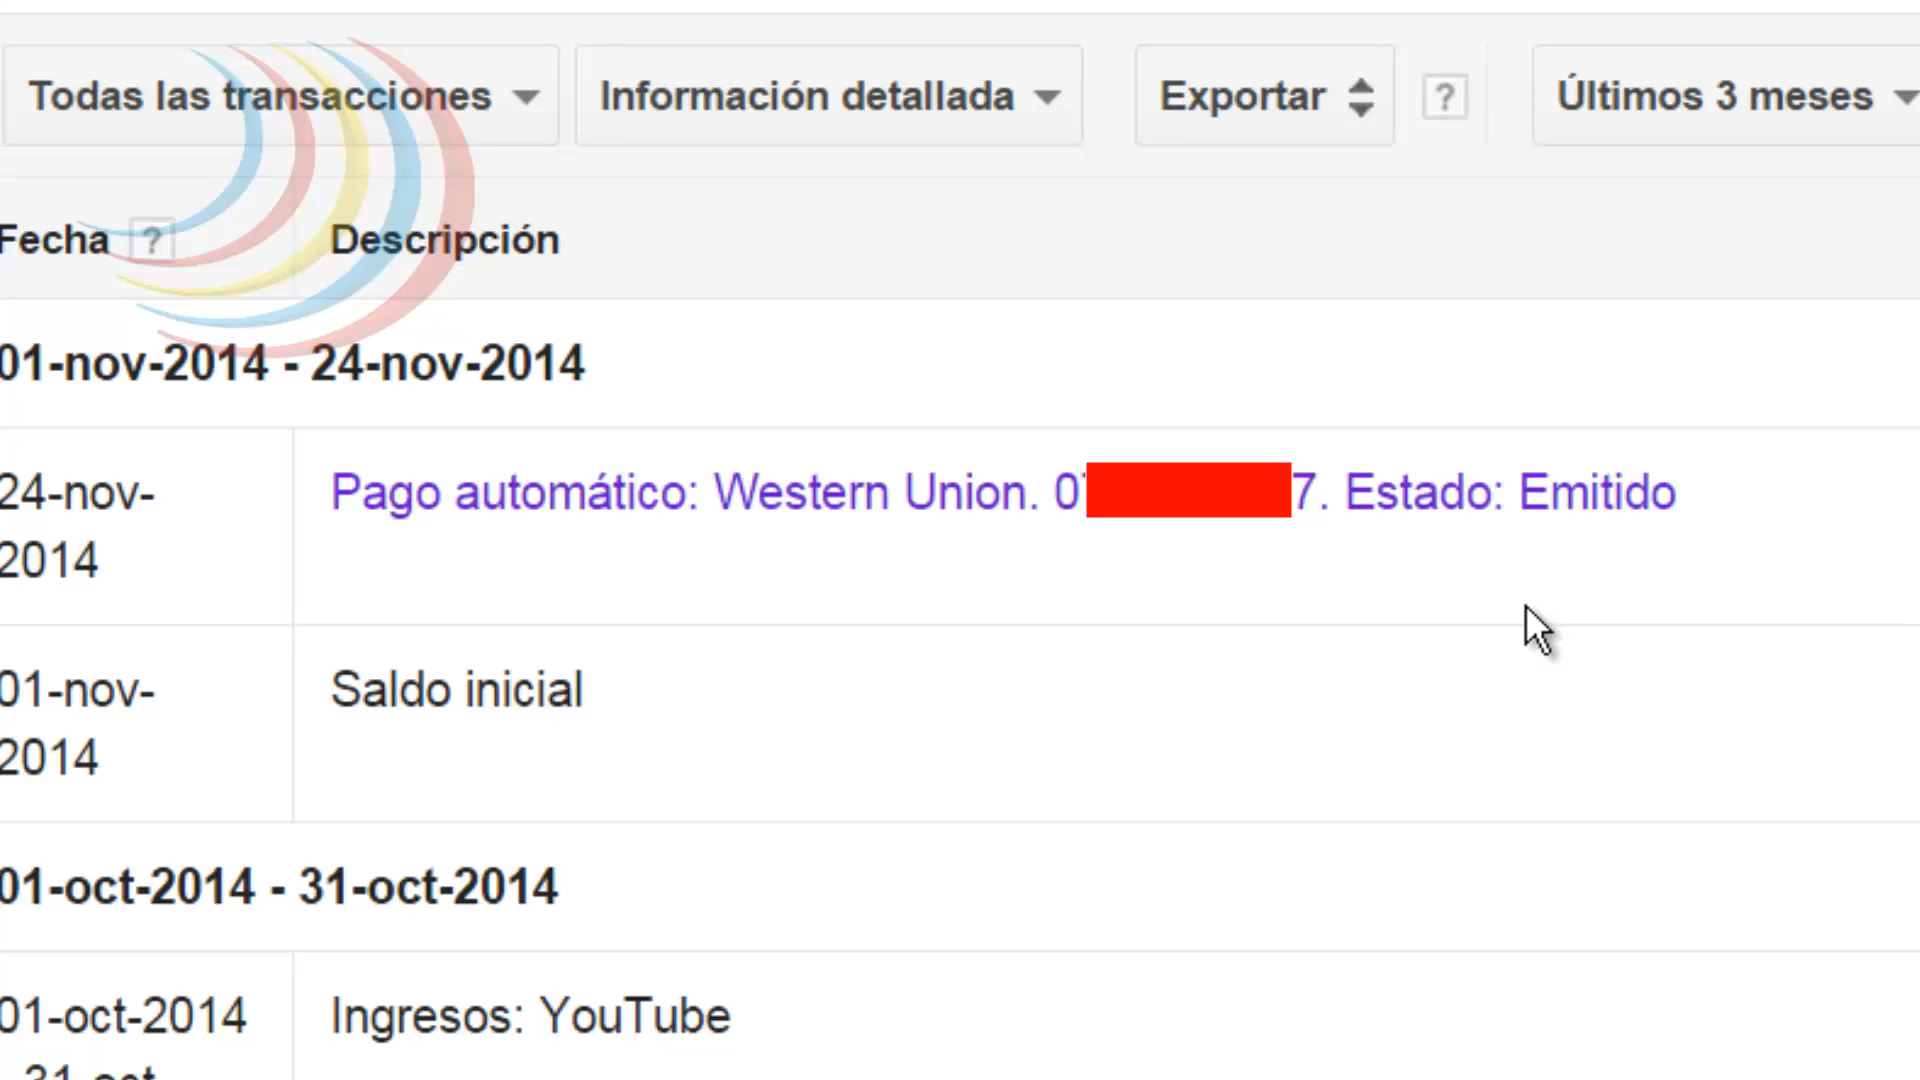 Todas las transacciones Información detallada Exportar ? Últimos 3 meses
Fecha ? Descripción
01-nov-2014 - 24-nov-2014
24-nov- Pago automático: Western Union. 0 7. Estado: Emitido
2014
01-nov- Saldo inicial
2014
01-oct-2014 - 31-oct-2014
01-oct-2014 Ingresos: YouTube
31-oct